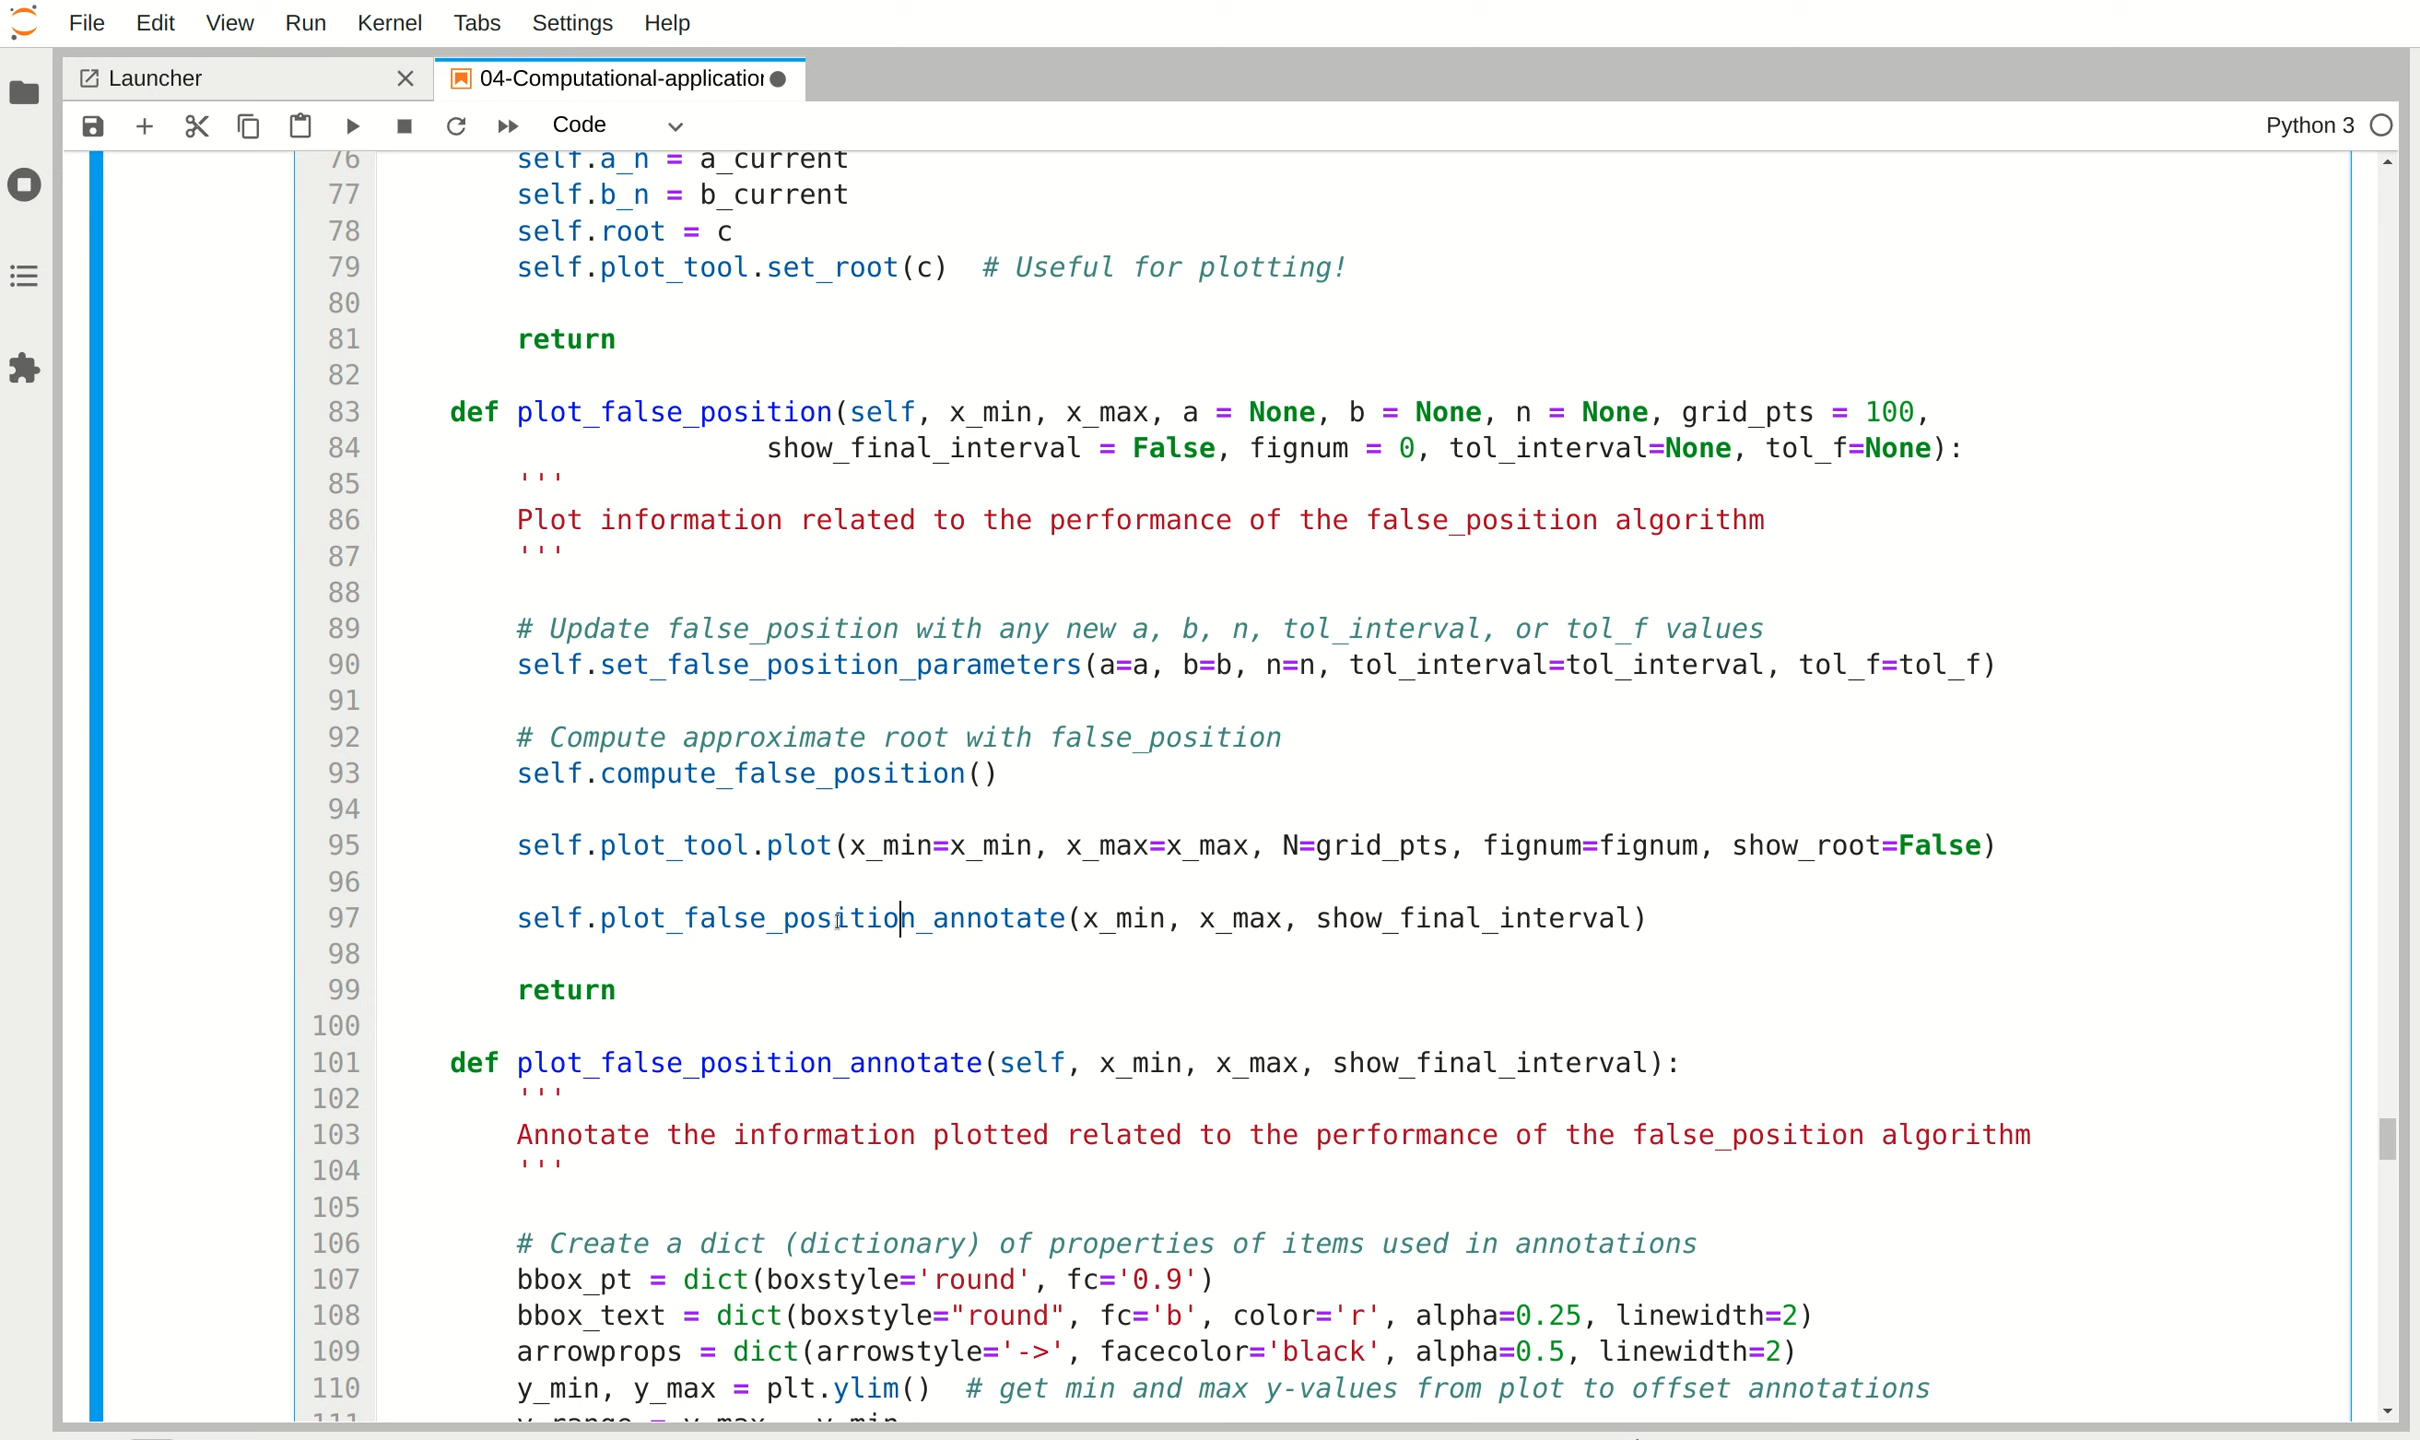 File Edit View Run Kernel Tabs Settings Help
Launcher
04-Computational-application
Code
Python 3
76 self.a_n = a_current
77 self.b_n = b_current
78 self.root = c
79 self.plot_tool.set_root(c)  # Useful for plotting!
80
81 return
82
83 def plot_false_position(self, x_min, x_max, a = None, b = None, n = None, grid_pts = 100,
84 show_final_interval = False, fignum = 0, tol_interval=None, tol_f=None):
85 '''
86 Plot information related to the performance of the false_position algorithm
87 '''
88
89 # Update false_position with any new a, b, n, tol_interval, or tol_f values
90 self.set_false_position_parameters(a=a, b=b, n=n, tol_interval=tol_interval, tol_f=tol_f)
91
92 # Compute approximate root with false_position
93 self.compute_false_position()
94
95 self.plot_tool.plot(x_min=x_min, x_max=x_max, N=grid_pts, fignum=fignum, show_root=False)
96
97 self.plot_false_position_annotate(x_min, x_max, show_final_interval)
98
99 return
100
101 def plot_false_position_annotate(self, x_min, x_max, show_final_interval):
102 '''
103 Annotate the information plotted related to the performance of the false_position algorithm
104 '''
105
106 # Create a dict (dictionary) of properties of items used in annotations
107 bbox_pt = dict(boxstyle='round', fc='0.9')
108 bbox_text = dict(boxstyle="round", fc='b', color='r', alpha=0.25, linewidth=2)
109 arrowprops = dict(arrowstyle='->', facecolor='black', alpha=0.5, linewidth=2)
110 y_min, y_max = plt.ylim()  # get min and max y-values from plot to offset annotations